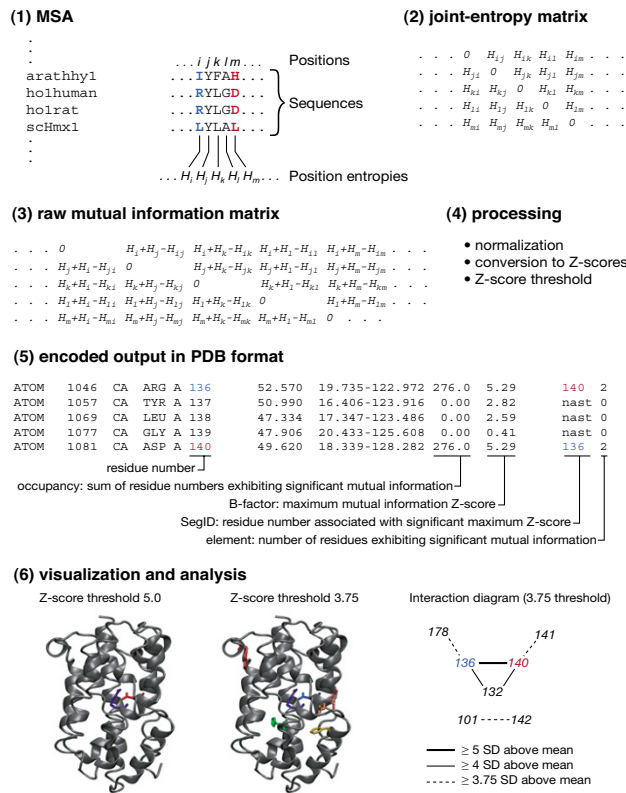 (1) MSA
.
.
.
i j k l m Positions
arathhy1 ...IYFAH...
ho1human ...RYLGD...
ho1rat ...RYLGD...
scHmx1 ...LYLAL...
Sequences
.
.
.
... Hi Hj Hk Hl Hm... Position entropies
(2) joint-entropy matrix
. . . 0 Hij Hik Hil Him . . .
. . . Hji 0 Hjk Hjl Hjm . . .
. . . Hki Hkj 0 Hkl Hkm . . .
. . . Hli Hlj Hlk 0 Hlm . . .
. . . Hmi Hmj Hmk Hml 0 . . .
(3) raw mutual information matrix
. . . 0 Hi+Hj-Hij Hi+Hk-Hik Hi+Hl-Hil Hi+Hm-Him . . .
. . . Hj+Hi-Hji 0 Hj+Hk-Hjk Hj+Hl-Hjl Hj+Hm-Hjm . . .
. . . Hk+Hi-Hki Hk+Hj-Hkj 0 Hk+Hl-Hkl Hk+Hm-Hkm . . .
. . . Hl+Hi-Hli Hl+Hj-Hlj Hl+Hk-Hlk 0 Hl+Hm-Hlm . . .
. . . Hm+Hi-Hmi Hm+Hj-Hmj Hm+Hk-Hmk Hm+Hl-Hml 0 . . .
(4) processing
• normalization
• conversion to Z-scores
• Z-score threshold
(5) encoded output in PDB format
ATOM 1046 CA ARG A 136 52.570 19.735-122.972 276.0 5.29 140 2
ATOM 1057 CA TYR A 137 50.990 16.406-123.916 0.00 2.82 nast 0
ATOM 1069 CA LEU A 138 47.334 17.347-123.486 0.00 2.59 nast 0
ATOM 1077 CA GLY A 139 47.906 20.433-125.608 0.00 0.41 nast 0
ATOM 1081 CA ASP A 140 49.620 18.339-128.282 276.0 5.29 136 2
residue number
occupancy: sum of residue numbers exhibiting significant mutual information
B-factor: maximum mutual information Z-score
SegID: residue number associated with significant maximum Z-score
element: number of residues exhibiting significant mutual information
(6) visualization and analysis
Z-score threshold 5.0
Z-score threshold 3.75
Interaction diagram (3.75 threshold)
178 141
136 140
132
101 142
≥ 5 SD above mean
≥ 4 SD above mean
≥ 3.75 SD above mean